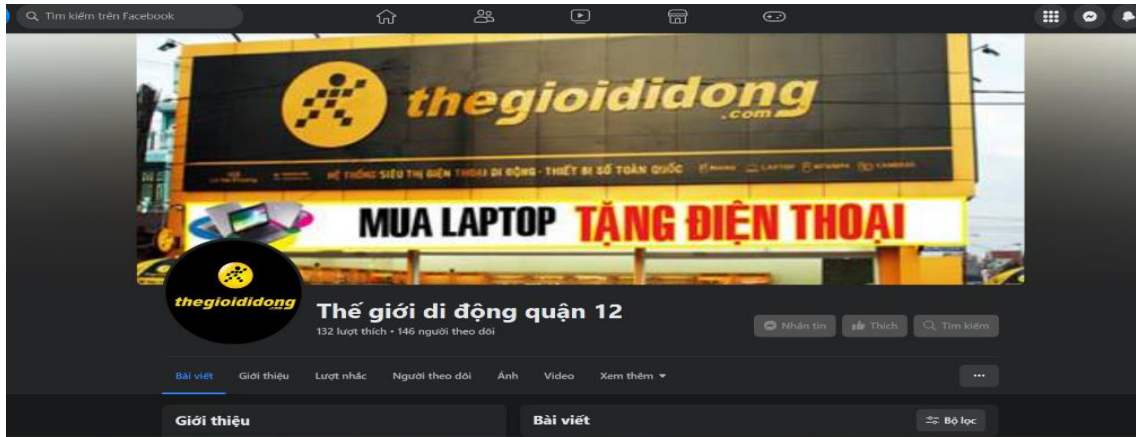 Tìm kiếm trên Facebook
thegioididong
.com
HỆ THỐNG SIÊU THỊ ĐIỆN THOẠI DI ĐỘNG - THIẾT BỊ SỐ TOÀN QUỐC
LAPTOP
MUA LAPTOP TẶNG ĐIỆN THOẠI
thegioididong
.com
Thế giới di động quận 12
132 lượt thích • 146 người theo dõi
Nhắn tin
Thích
Tìm kiếm
Bài viết Giới thiệu Lượt nhắc Người theo dõi Ảnh Video Xem thêm
Giới thiệu
Bài viết
Bộ lọc